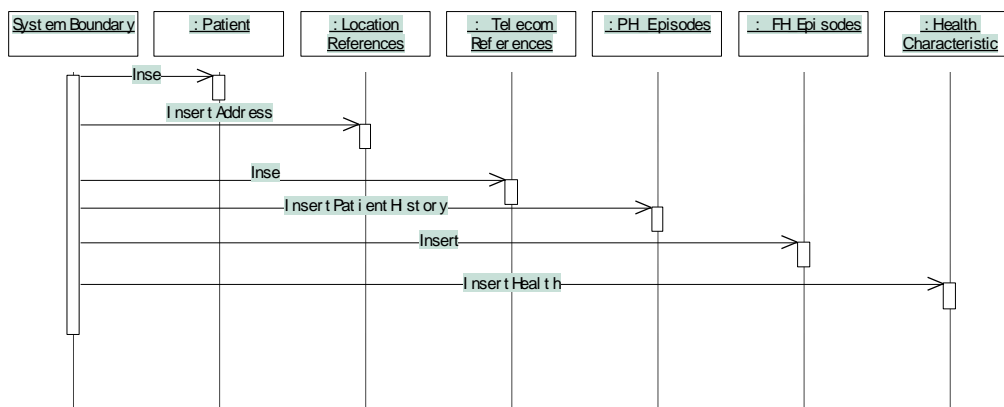 System Boundary
: Patient
: Location
References
: Telecom
References
: PH Episodes
: FH Episodes
: Health
Characteristic
Inse
Insert Address
Inse
Insert Patient History
Insert
Insert Health